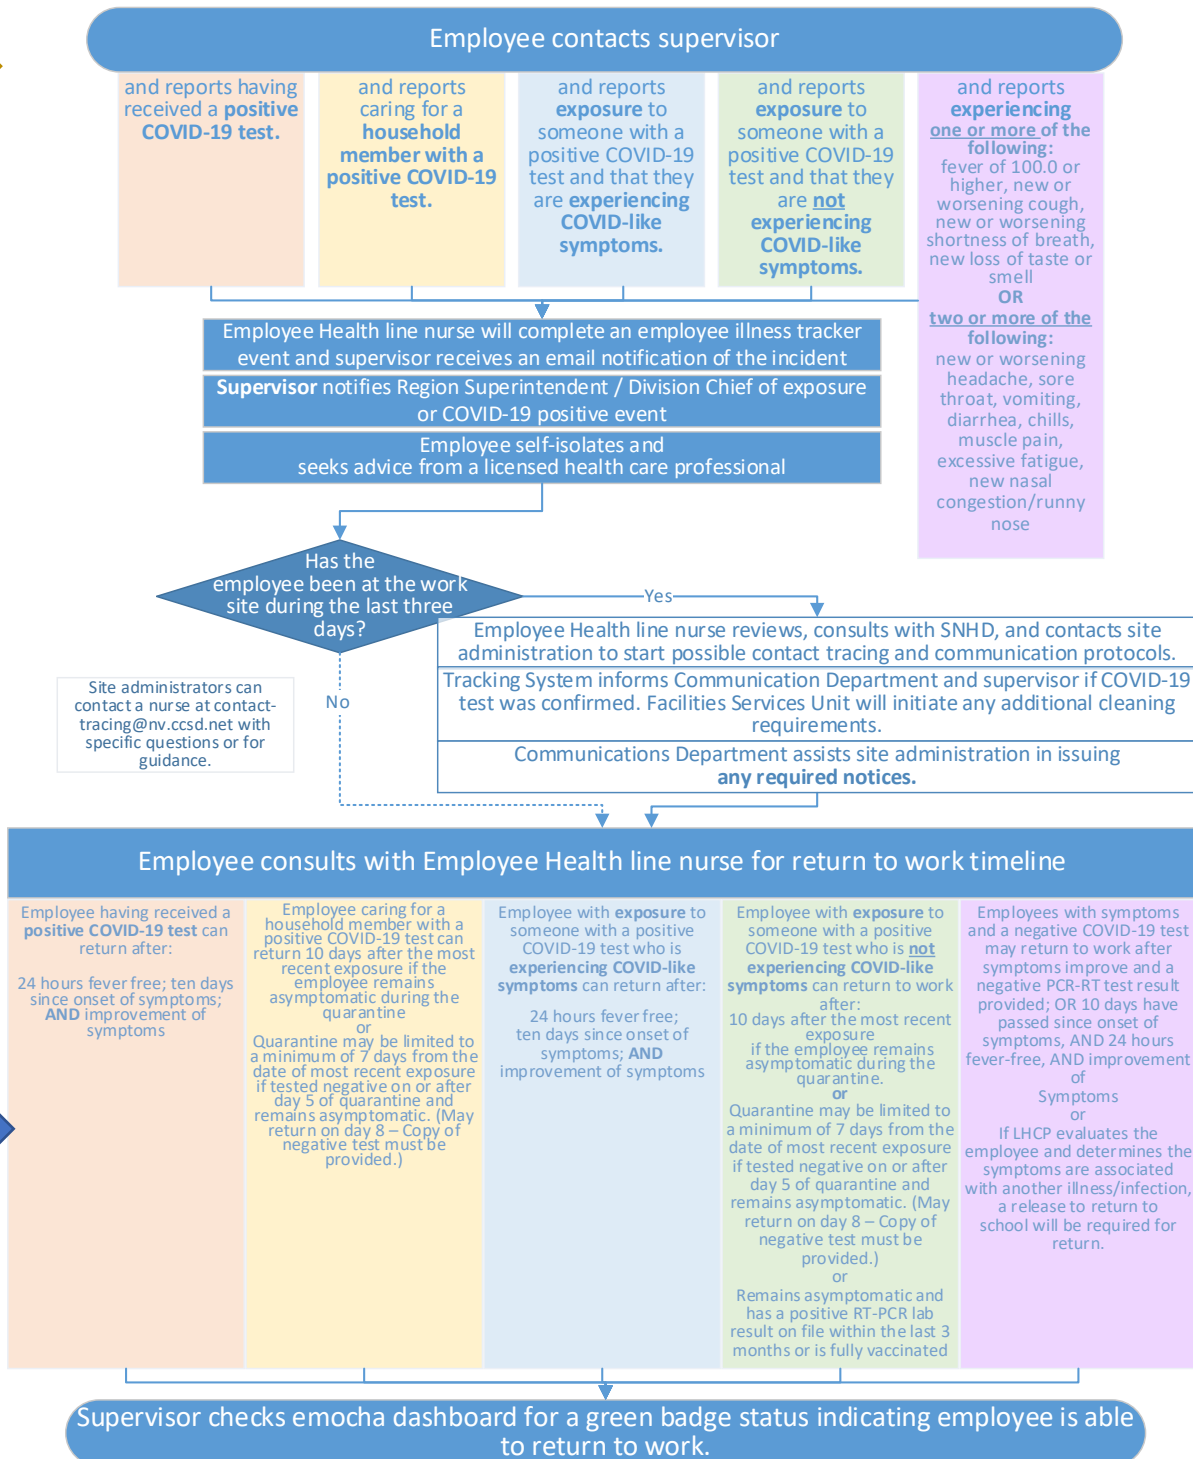 Employee contacts supervisor
and reports having
received a positive
COVID-19 test.
and reports
caring for a
household
member with a
positive COVID-19
test.
and reports
exposure to
someone with a
positive COVID-19
test and that they
are experiencing
COVID-like
symptoms.
and reports
exposure to
someone with a
positive COVID-19
test and that they
are not
experiencing
COVID-like
symptoms.
and reports
experiencing
one or more of the
following:
fever of 100.0 or
higher, new or
worsening cough,
new or worsening
shortness of breath,
new loss of taste or
smell
OR
two or more of the
following:
new or worsening
headache, sore
throat, vomiting,
diarrhea, chills,
muscle pain,
excessive fatigue,
new nasal
congestion/runny
nose
Employee Health line nurse will complete an employee illness tracker
event and supervisor receives an email notification of the incident
Supervisor notifies Region Superintendent / Division Chief of exposure
or COVID-19 positive event
Employee self-isolates and
seeks advice from a licensed health care professional
Has the
employee been at the work
site during the last three
days?
Yes
No
Employee Health line nurse reviews, consults with SNHD, and contacts site
administration to start possible contact tracing and communication protocols.
Tracking System informs Communication Department and supervisor if COVID-19
test was confirmed. Facilities Services Unit will initiate any additional cleaning
requirements.
Communications Department assists site administration in issuing
any required notices.
Site administrators can
contact a nurse at contact-
tracing@nv.ccsd.net with
specific questions or for
guidance.
Employee consults with Employee Health line nurse for return to work timeline
Employee having received a
positive COVID-19 test can
return after:
24 hours fever free; ten days
since onset of symptoms;
AND improvement of
symptoms
Employee caring for a
household member with a
positive COVID-19 test can
return 10 days after the most
recent exposure if the
employee remains
asymptomatic during the
quarantine
or
Quarantine may be limited to
a minimum of 7 days from the
date of most recent exposure
if tested negative on or after
day 5 of quarantine and
remains asymptomatic. (May
return on day 8 – Copy of
negative test must be
provided.)
Employee with exposure to
someone with a positive
COVID-19 test who is
experiencing COVID-like
symptoms can return after:
24 hours fever free;
ten days since onset of
symptoms; AND
improvement of symptoms
Employee with exposure to
someone with a positive
COVID-19 test who is not
experiencing COVID-like
symptoms can return to work
after:
10 days after the most recent
exposure
if the employee remains
asymptomatic during the
quarantine.
or
Quarantine may be limited to
a minimum of 7 days from the
date of most recent exposure
if tested negative on or after
day 5 of quarantine and
remains asymptomatic. (May
return on day 8 – Copy of
negative test must be
provided.)
or
Remains asymptomatic and
has a positive RT-PCR lab
result on file within the last 3
months or is fully vaccinated
Employees with symptoms
and a negative COVID-19 test
may return to work after
symptoms improve and a
negative PCR-RT test result
provided; OR 10 days have
passed since onset of
symptoms, AND 24 hours
fever-free, AND improvement
of
Symptoms
or
If LHCP evaluates the
employee and determines the
symptoms are associated
with another illness/infection,
a release to return to
school will be required for
return.
Supervisor checks emocha dashboard for a green badge status indicating employee is able
to return to work.